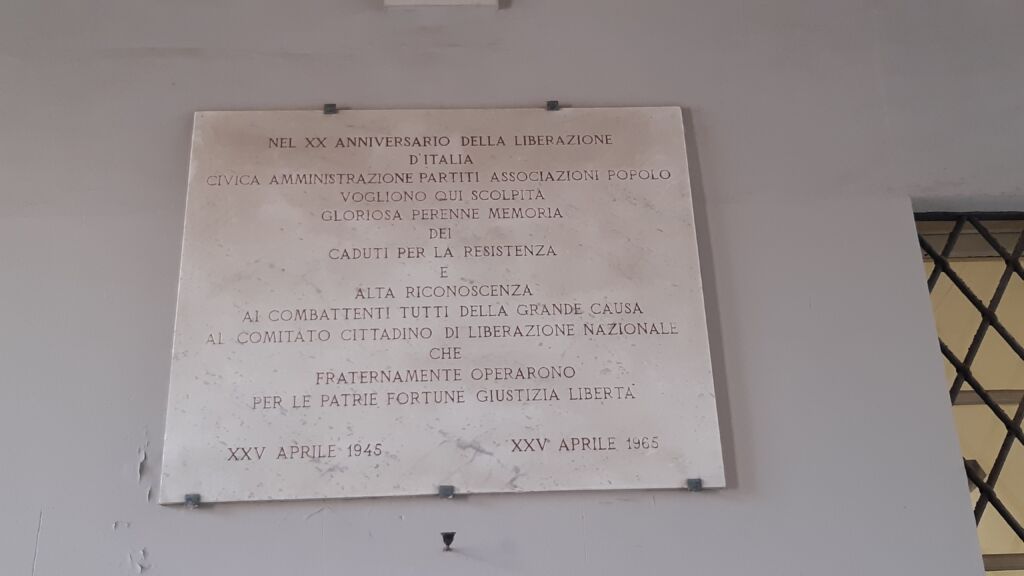 NEL XX ANNIVERSARIO DELLA LIBERAZIONE
D'ITALIA
CIVICA AMMINISTRAZIONE PARTITI ASSOCIAZIONI POPOLO
VOGLIONO QUI SCOLPITA
GLORIOSA PERENNE MEMORIA
DEI
CADUTI PER LA RESISTENZA
E
ALTA RICONOSCENZA
AI COMBATTENTI TUTTI DELLA GRANDE CAUSA
AL COMITATO CITTADINO DI LIBERAZIONE NAZIONALE
CHE
FRATERNAMENTE OPERARONO
PER LE PATRIE FORTUNE GIUSTIZIA LIBERTA'
XXV APRILE 1945 XXV APRILE 1965